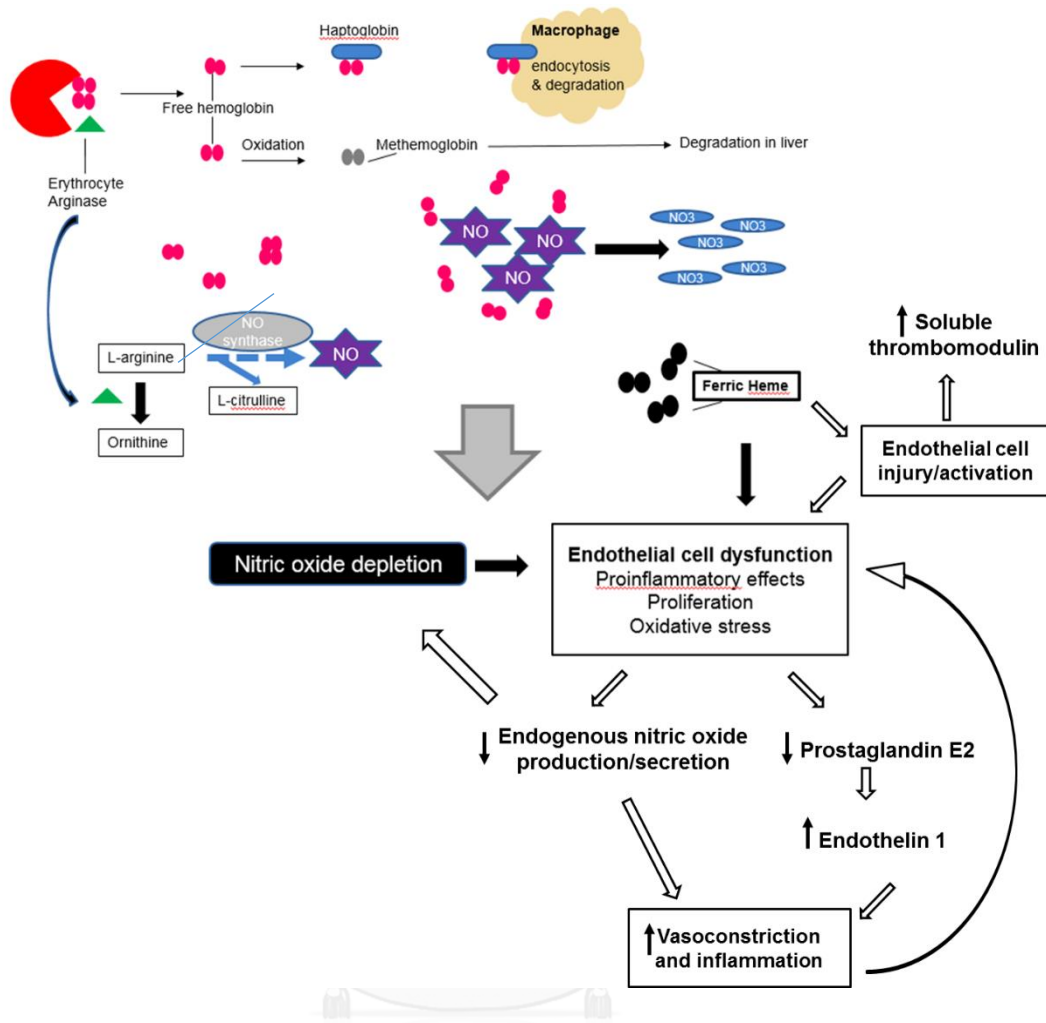 Haptoglobin
Macrophage
endocytosis
& degradation
Free hemoglobin
Oxidation
Methemoglobin
Degradation in liver
Erythrocyte
Arginase
NO
NO
NO
NO3
NO3
NO3
NO3
NO3
NO
synthase
L-arginine
NO
L-citrulline
Ornithine
Soluble
thrombomodulin
Ferric Heme
Endothelial cell
injury/activation
Nitric oxide depletion
Endothelial cell dysfunction
Proinflammatory effects
Proliferation
Oxidative stress
Endogenous nitric oxide
production/secretion
Prostaglandin E2
Endothelin 1
Vasoconstriction
and inflammation